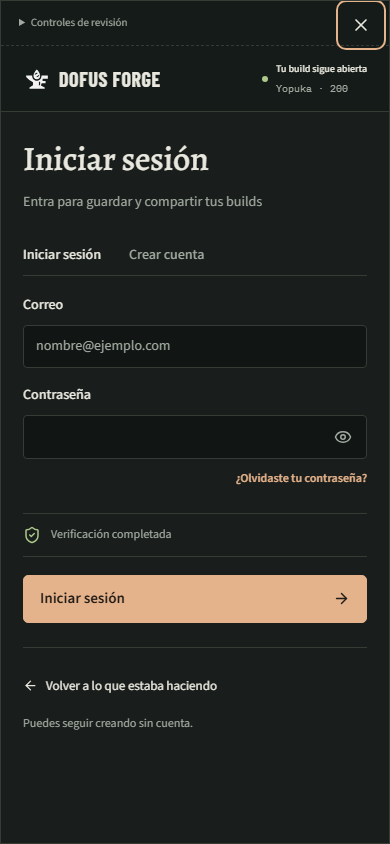 Controles de revisión
DOFUS FORGE
Tu build sigue abierta
Yopuka · 200
Iniciar sesión
Entra para guardar y compartir tus builds
Iniciar sesión
Crear cuenta
Correo
nombre@ejemplo.com
Contraseña
¿Olvidaste tu contraseña?
Verificación completada
Iniciar sesión
Volver a lo que estaba haciendo
Puedes seguir creando sin cuenta.